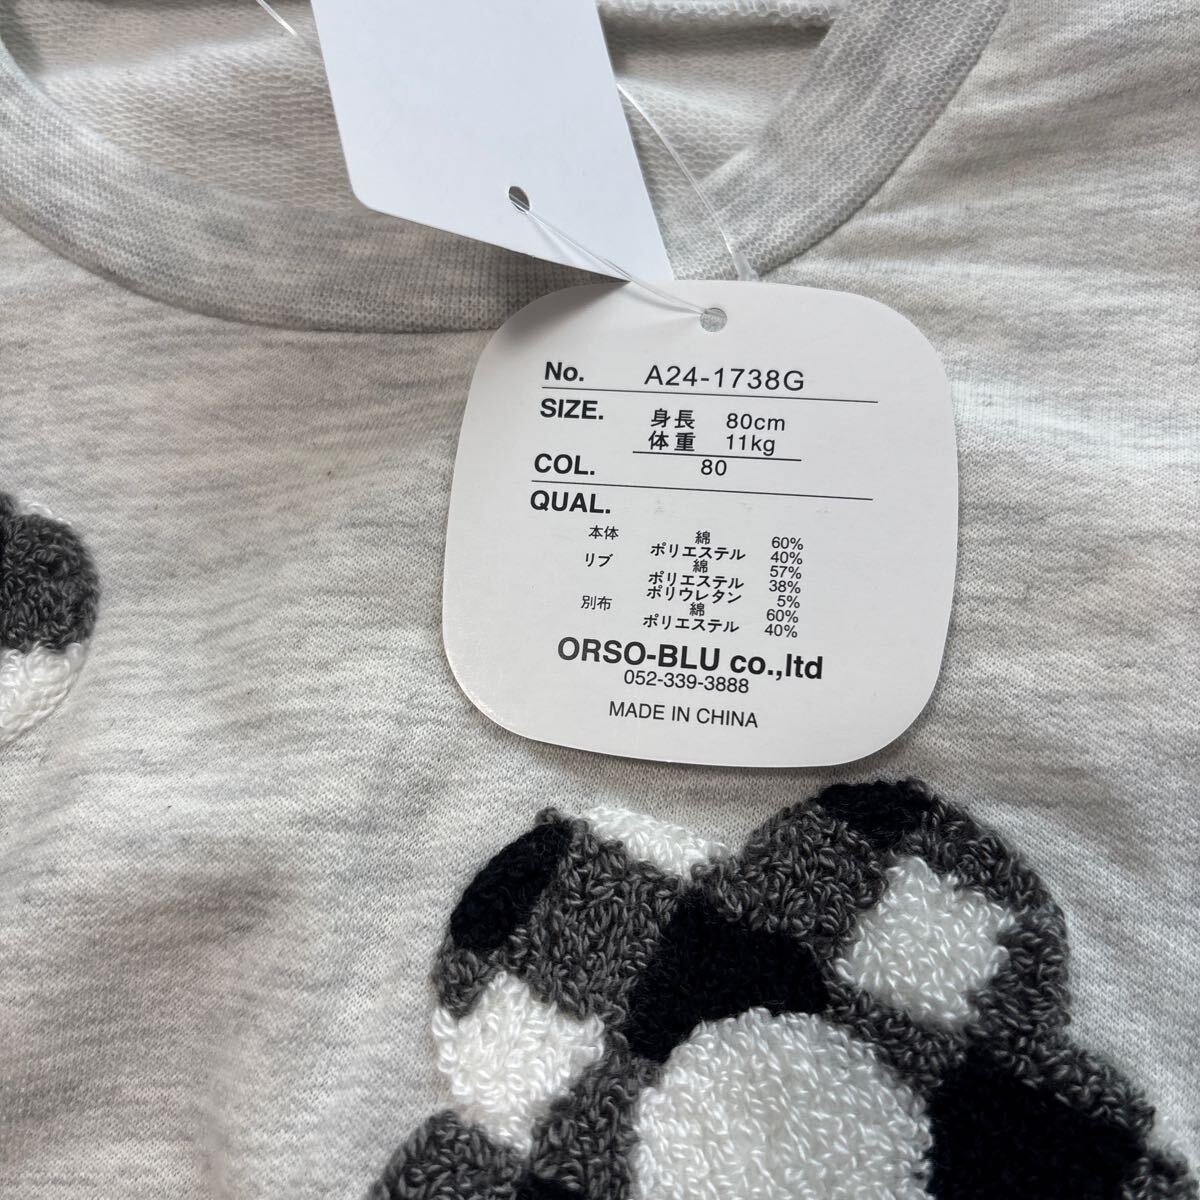 No. A24-1738G
SIZE. 身長 80cm
体重 11kg
COL. 80
QUAL.
本体 綿 60%
ポリエステル 40%
リブ 綿 57%
ポリエステル 38%
ポリウレタン 5%
別布 綿 60%
ポリエステル 40%
ORSO-BLU co.,ltd
052-339-3888
MADE IN CHINA